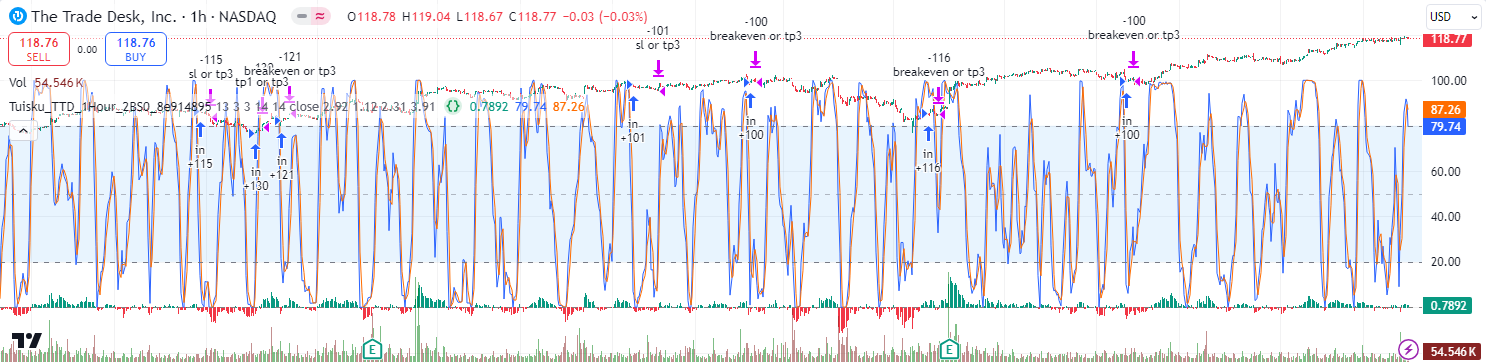 The Trade Desk, Inc. · 1h · NASDAQ
O118.78 H119.04 L118.67 C118.77 −0.03 (−0.03%)
USD
118.76
SELL
0.00
118.76
BUY
118.77
Vol 54.546 K
Tuisku_TTD_1Hour_2BS0_8e914895 13 3 3 14 14 Close 2.92 1.12 2.31 3.91 0.7892 79.74 87.26
-115
sl or tp3
tp1 or tp3
-121
breakeven or tp3
-101
sl or tp3
-100
breakeven or tp3
-116
breakeven or tp3
-100
breakeven or tp3
in
+115
in
+130
in
+121
in
+101
in
+100
in
+116
in
+100
100.00
87.26
79.74
60.00
40.00
20.00
0.7892
54.546 K
E
E